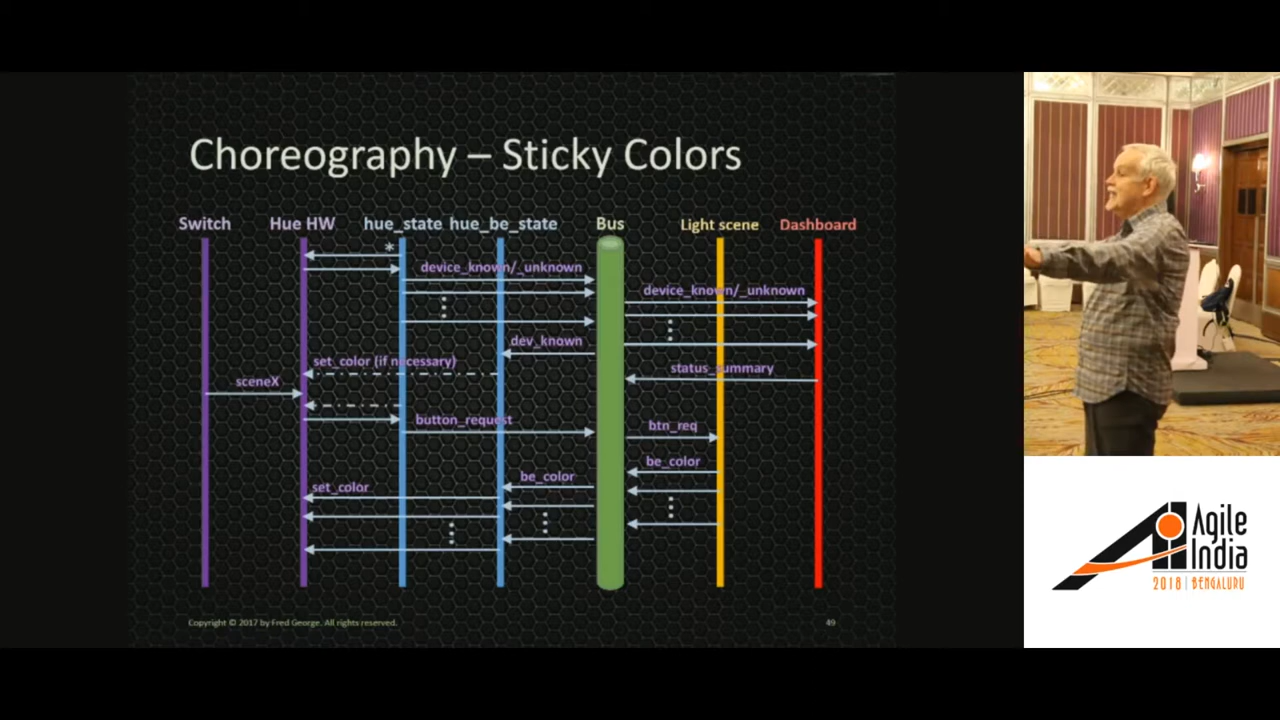 Choreography – Sticky Colors
Switch Hue HW hue_state hue_be_state Bus Light scene Dashboard
*
device_known/_unknown
device_known/_unknown
dev_known
set_color (if necessary)
status_summary
sceneX
button_request
btn_req
be_color
be_color
set_color
Copyright © 2017 by Fred George. All rights reserved.
49
Agile
India
2018 | BENGALURU